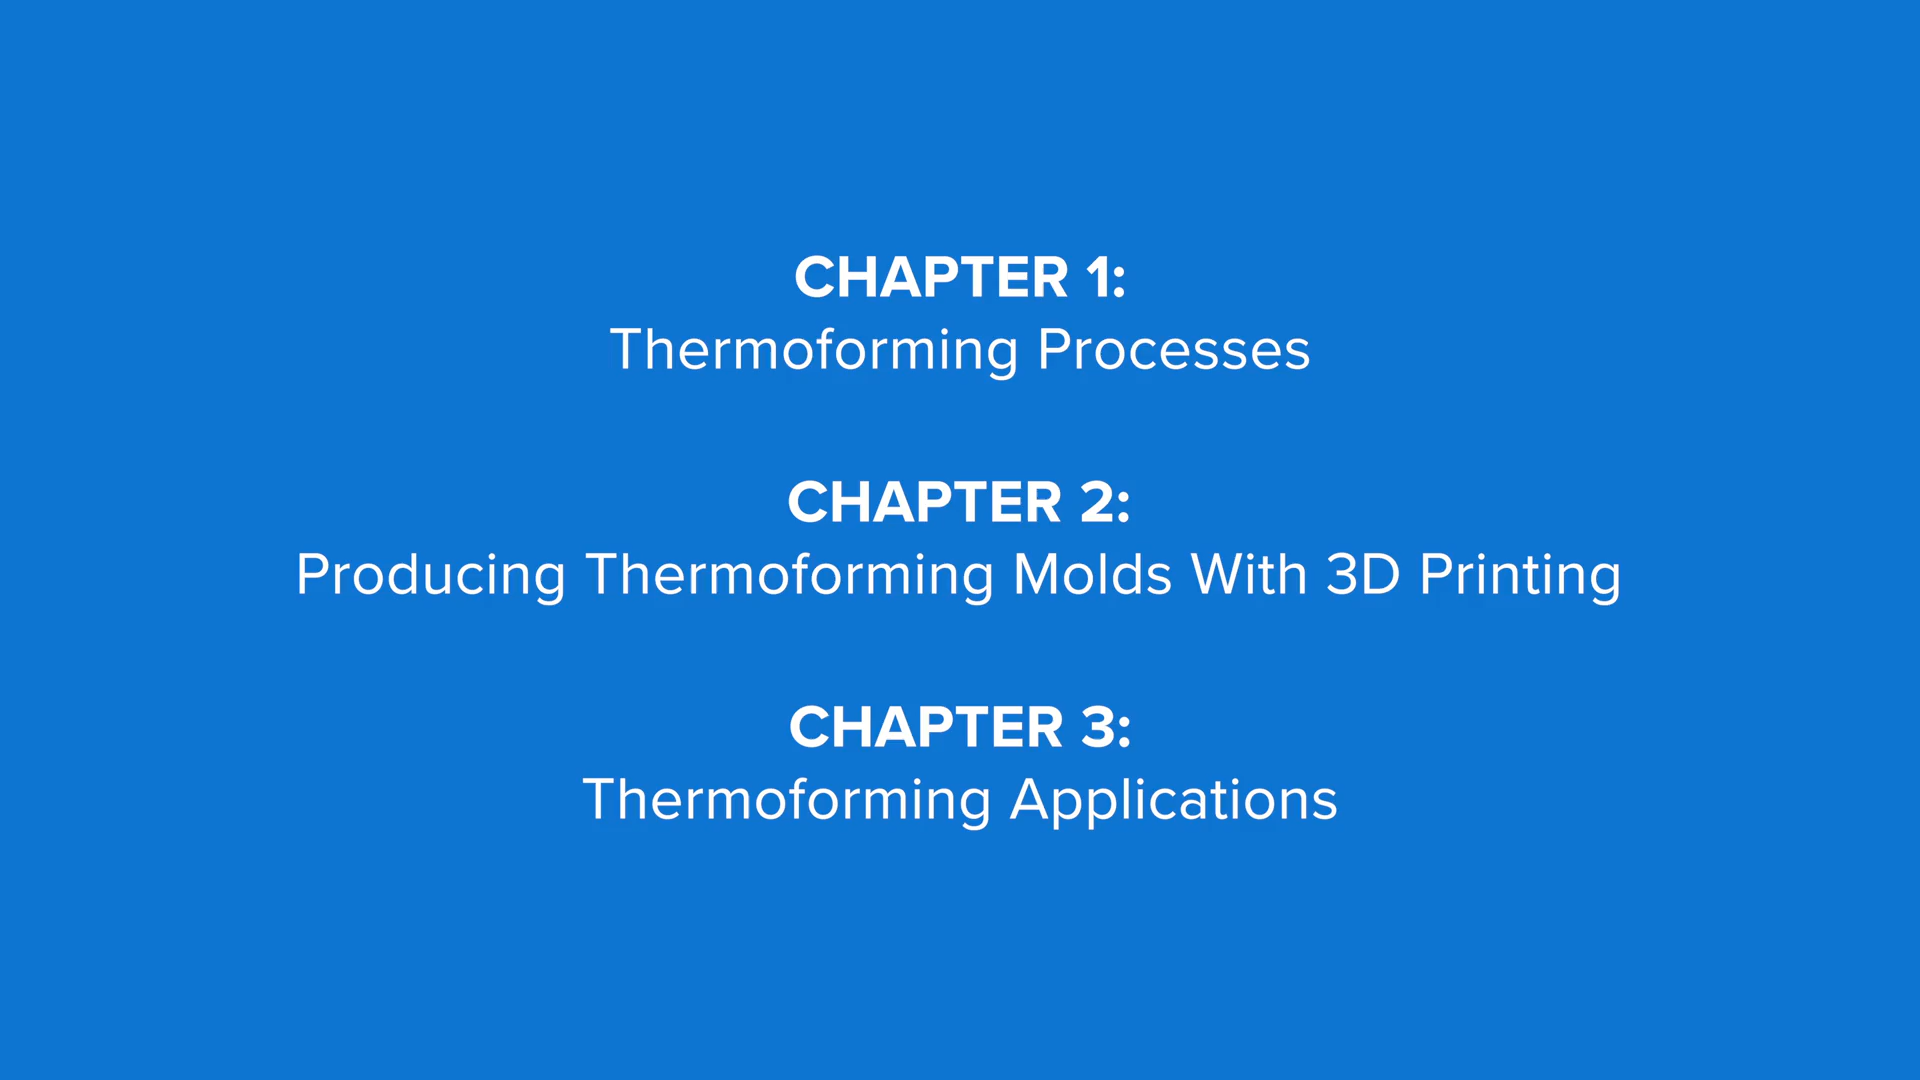 CHAPTER 1:
Thermoforming Processes
CHAPTER 2:
Producing Thermoforming Molds With 3D Printing
CHAPTER 3:
Thermoforming Applications